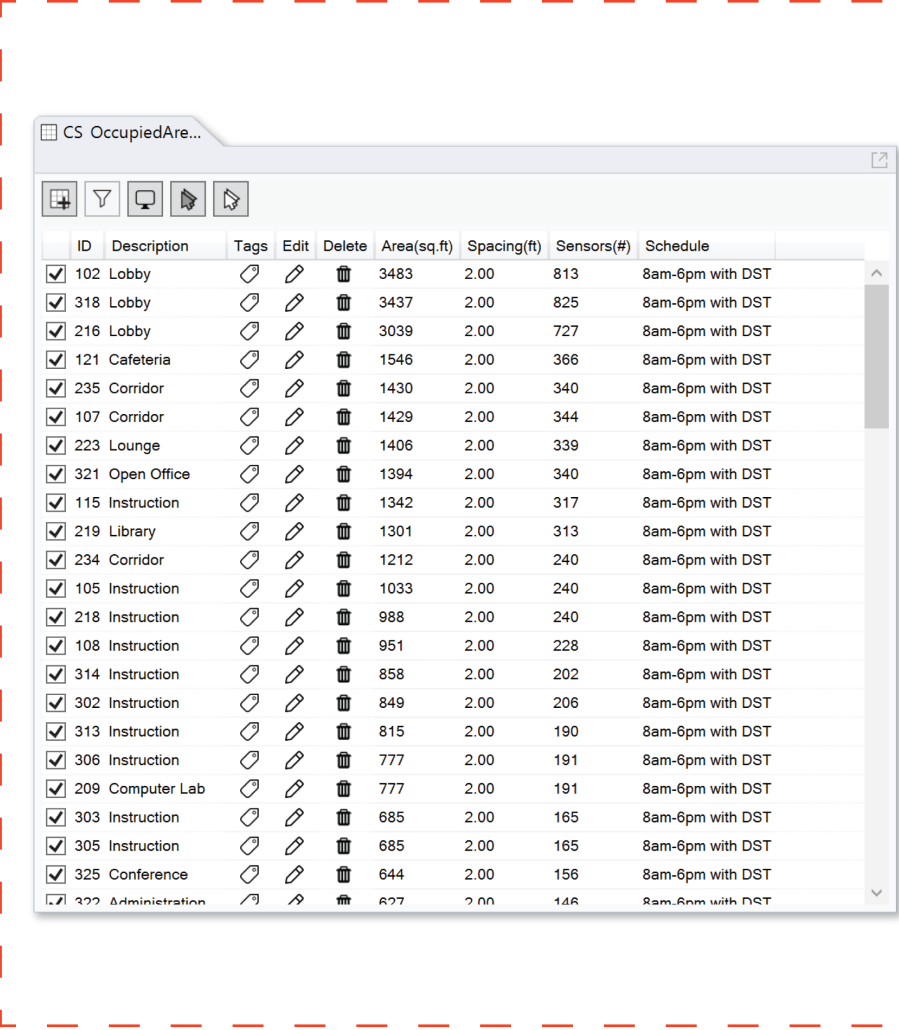 CS OccupiedAre...
ID Description Tags Edit Delete Area(sq.ft) Spacing(ft) Sensors(#) Schedule
102 Lobby 3483 2.00 813 8am-6pm with DST
318 Lobby 3437 2.00 825 8am-6pm with DST
216 Lobby 3039 2.00 727 8am-6pm with DST
121 Cafeteria 1546 2.00 366 8am-6pm with DST
235 Corridor 1430 2.00 340 8am-6pm with DST
107 Corridor 1429 2.00 344 8am-6pm with DST
223 Lounge 1406 2.00 339 8am-6pm with DST
321 Open Office 1394 2.00 340 8am-6pm with DST
115 Instruction 1342 2.00 317 8am-6pm with DST
219 Library 1301 2.00 313 8am-6pm with DST
234 Corridor 1212 2.00 240 8am-6pm with DST
105 Instruction 1033 2.00 240 8am-6pm with DST
218 Instruction 988 2.00 240 8am-6pm with DST
108 Instruction 951 2.00 228 8am-6pm with DST
314 Instruction 858 2.00 202 8am-6pm with DST
302 Instruction 849 2.00 206 8am-6pm with DST
313 Instruction 815 2.00 190 8am-6pm with DST
306 Instruction 777 2.00 191 8am-6pm with DST
209 Computer Lab 777 2.00 191 8am-6pm with DST
303 Instruction 685 2.00 165 8am-6pm with DST
305 Instruction 685 2.00 165 8am-6pm with DST
325 Conference 644 2.00 156 8am-6pm with DST
322 Administration 627 2.00 146 8am-6pm with DST